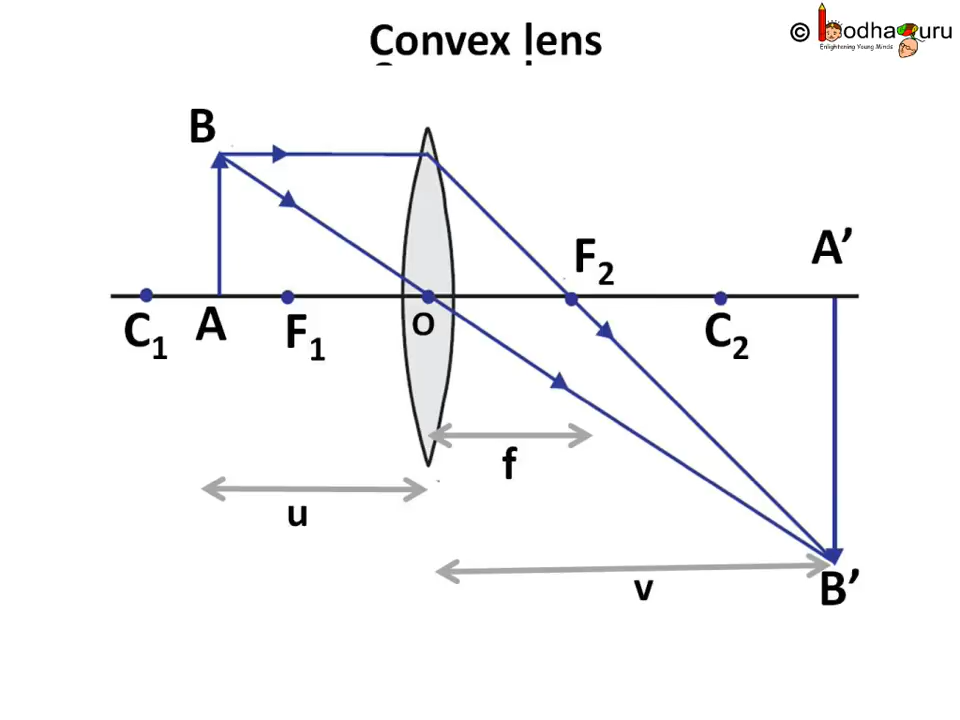 Convex lens
© BodhaGuru
Enlightening Young Minds
B
A’
F2
C1
A
F1
O
C2
f
u
v
B’